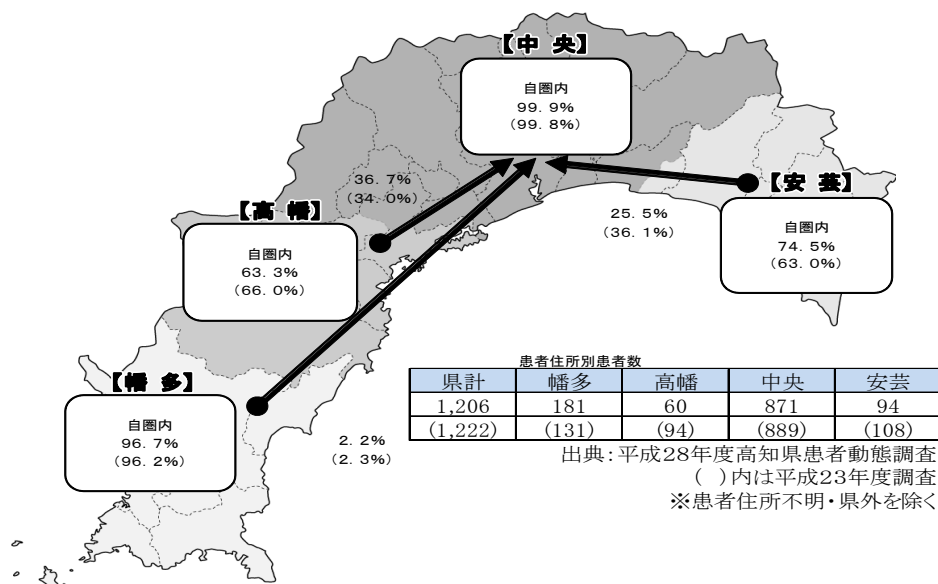 【中 央】
自圏内
99. 9%
(99. 8%)
36. 7%
(34. 0%)
【高 幡】
自圏内
63. 3%
(66. 0%)
25. 5%
(36. 1%)
【安 芸】
自圏内
74. 5%
(63. 0%)
【幡 多】
自圏内
96. 7%
(96. 2%)
2. 2%
(2. 3%)
患者住所別患者数
県計 幡多 高幡 中央 安芸
1,206 181 60 871 94
(1,222) (131) (94) (889) (108)
出典:平成28年度高知県患者動態調査
( )内は平成23年度調査
※患者住所不明・県外を除く